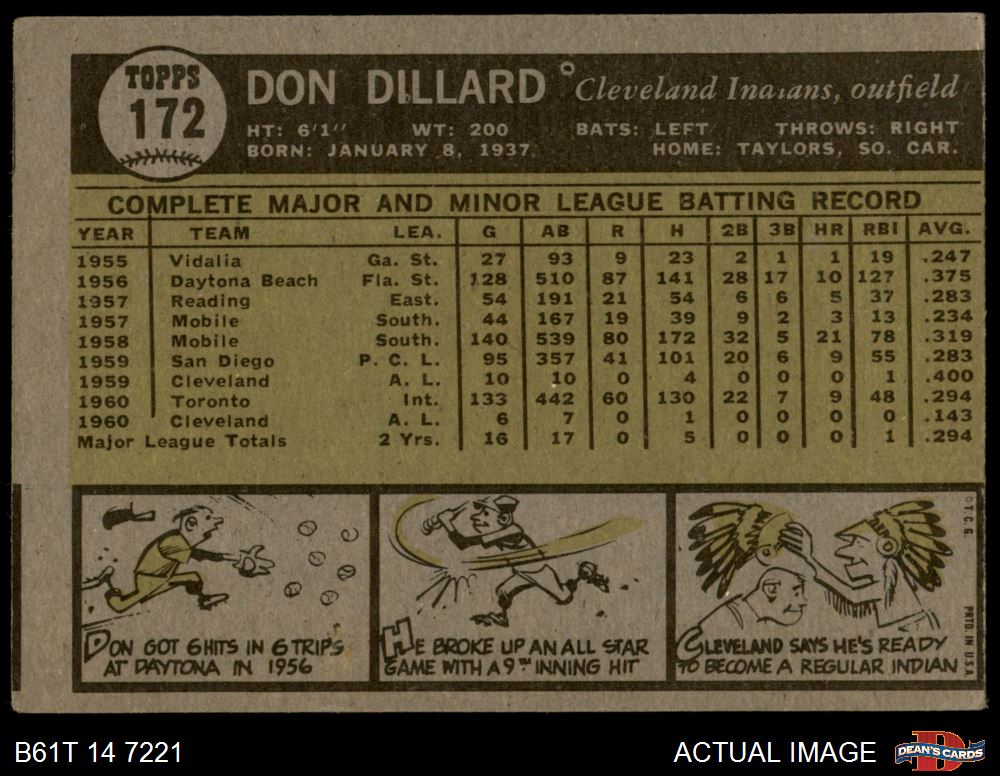 TOPPS
172
DON DILLARD Cleveland Indians, outfield
HT: 6'1" WT: 200 BATS: LEFT THROWS: RIGHT
BORN: JANUARY 8, 1937 HOME: TAYLORS, SO. CAR.
COMPLETE MAJOR AND MINOR LEAGUE BATTING RECORD
YEAR TEAM LEA. G AB R H 2B 3B HR RBI AVG.
1955 Vidalia Ga. St. 27 93 9 23 2 1 1 19 .247
1956 Daytona Beach Fla. St. 128 510 87 141 28 17 10 127 .375
1957 Reading East. 54 191 21 54 6 6 5 37 .283
1957 Mobile South. 44 167 19 39 9 2 3 13 .234
1958 Mobile South. 140 539 80 172 32 5 21 78 .319
1959 San Diego P. C. L. 95 357 41 101 20 6 9 55 .283
1959 Cleveland A. L. 10 10 0 4 0 0 0 1 .400
1960 Toronto Int. 133 442 60 130 22 7 9 48 .294
1960 Cleveland A. L. 6 7 0 1 0 0 0 0 .143
Major League Totals 2 Yrs. 16 17 0 5 0 0 0 1 .294
DON GOT 6 HITS IN 6 TRIPS
AT DAYTONA IN 1956
HE BROKE UP AN ALL STAR
GAME WITH A 9TH INNING HIT
CLEVELAND SAYS HE'S READY
TO BECOME A REGULAR INDIAN
©T. C. G. PRTD. IN U.S.A.
B61T 14 7221 ACTUAL IMAGE DEAN'S CARDS